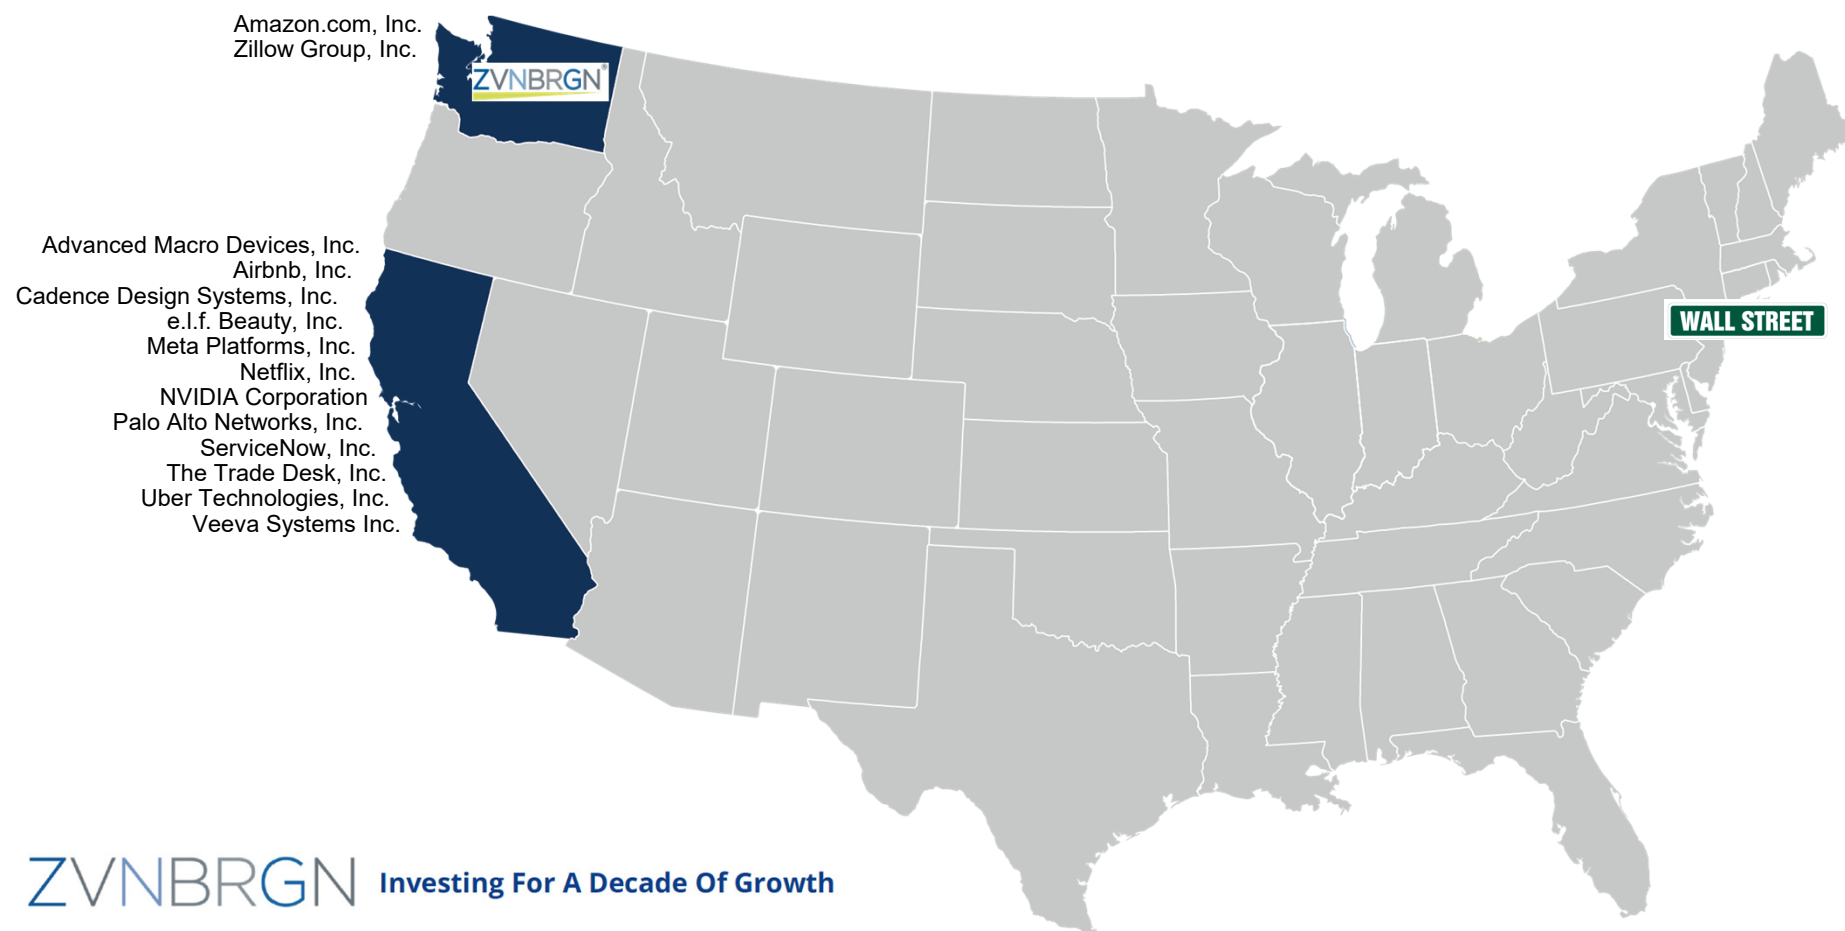 Amazon.com, Inc.
Zillow Group, Inc.
ZVNBRGN®
Advanced Macro Devices, Inc.
Airbnb, Inc.
Cadence Design Systems, Inc.
e.l.f. Beauty, Inc.
Meta Platforms, Inc.
Netflix, Inc.
NVIDIA Corporation
Palo Alto Networks, Inc.
ServiceNow, Inc.
The Trade Desk, Inc.
Uber Technologies, Inc.
Veeva Systems Inc.
WALL STREET
ZVNBRGN Investing For A Decade Of Growth